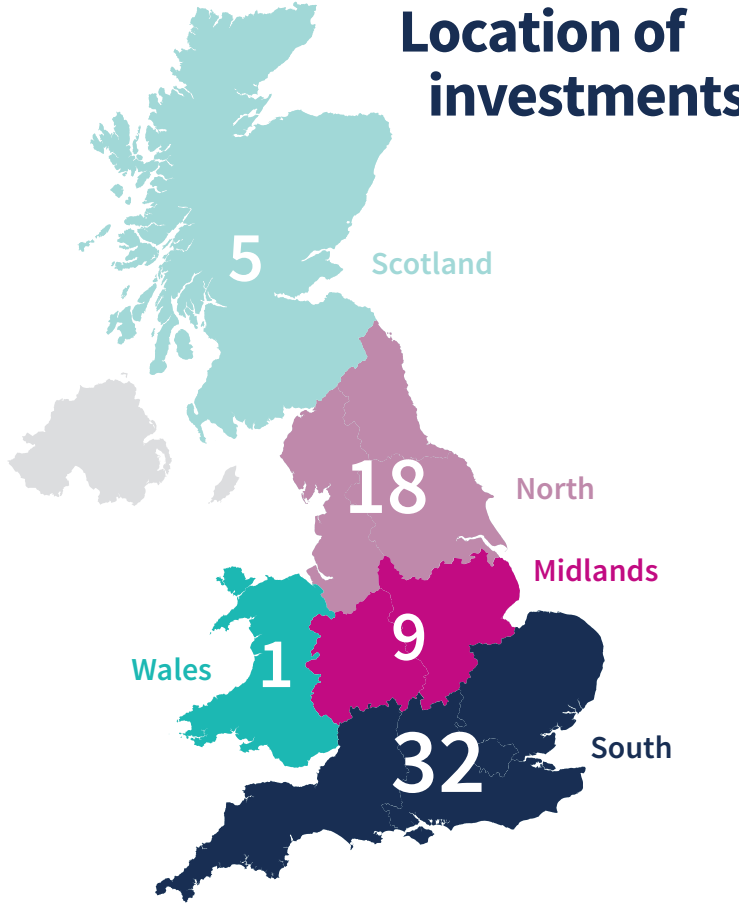 Location of
investments
5
Scotland
18
North
Midlands
9
Wales
1
South
32